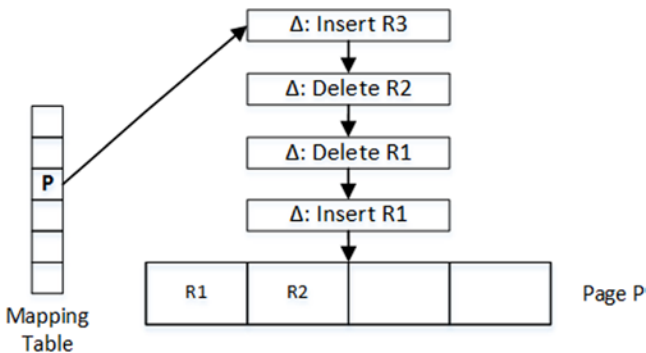 Δ: Insert R3
Δ: Delete R2
Δ: Delete R1
Δ: Insert R1
P
R1 R2
Page P
Mapping
Table